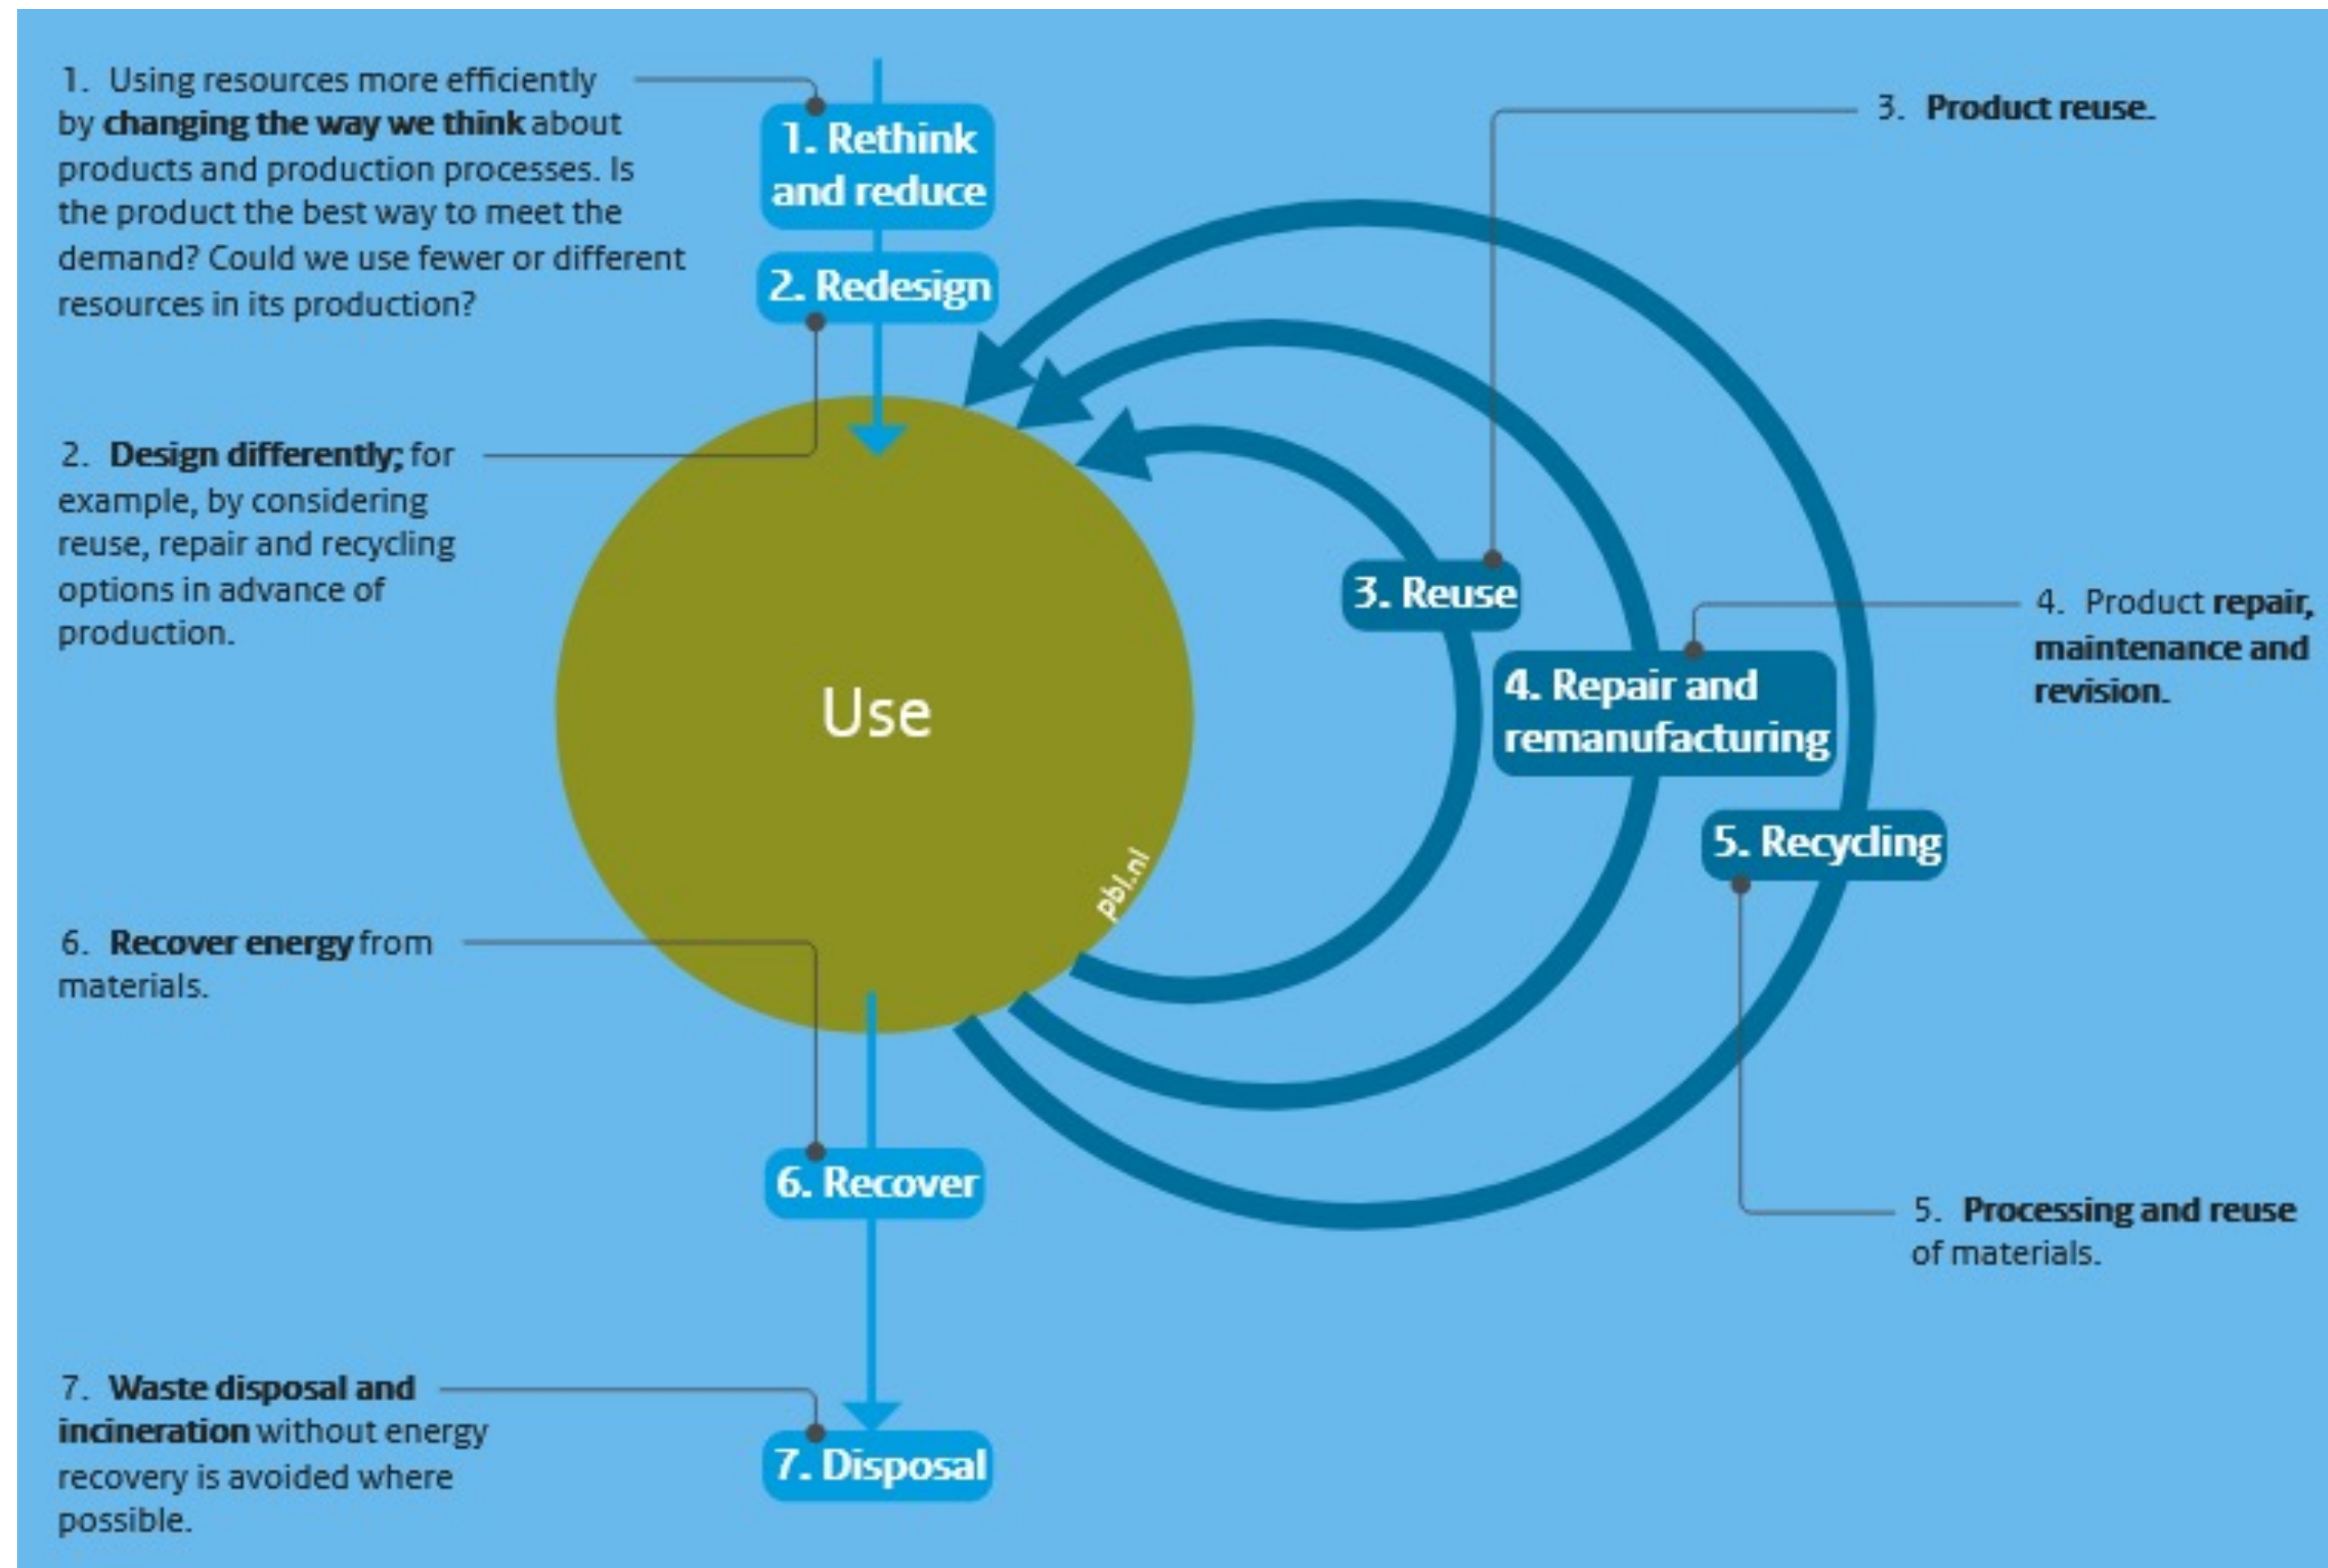 1. Using resources more efficiently
by changing the way we think about
products and production processes. Is
the product the best way to meet the
demand? Could we use fewer or different
resources in its production?
1. Rethink
and reduce
2. Redesign
3. Product reuse.
2. Design differently; for
example, by considering
reuse, repair and recycling
options in advance of
production.
Use
pbl.nl
3. Reuse
4. Repair and
remanufacturing
4. Product repair,
maintenance and
revision.
5. Recycling
5. Processing and reuse
of materials.
6. Recover energy from
materials.
6. Recover
7. Waste disposal and
incineration without energy
recovery is avoided where
possible.
7. Disposal